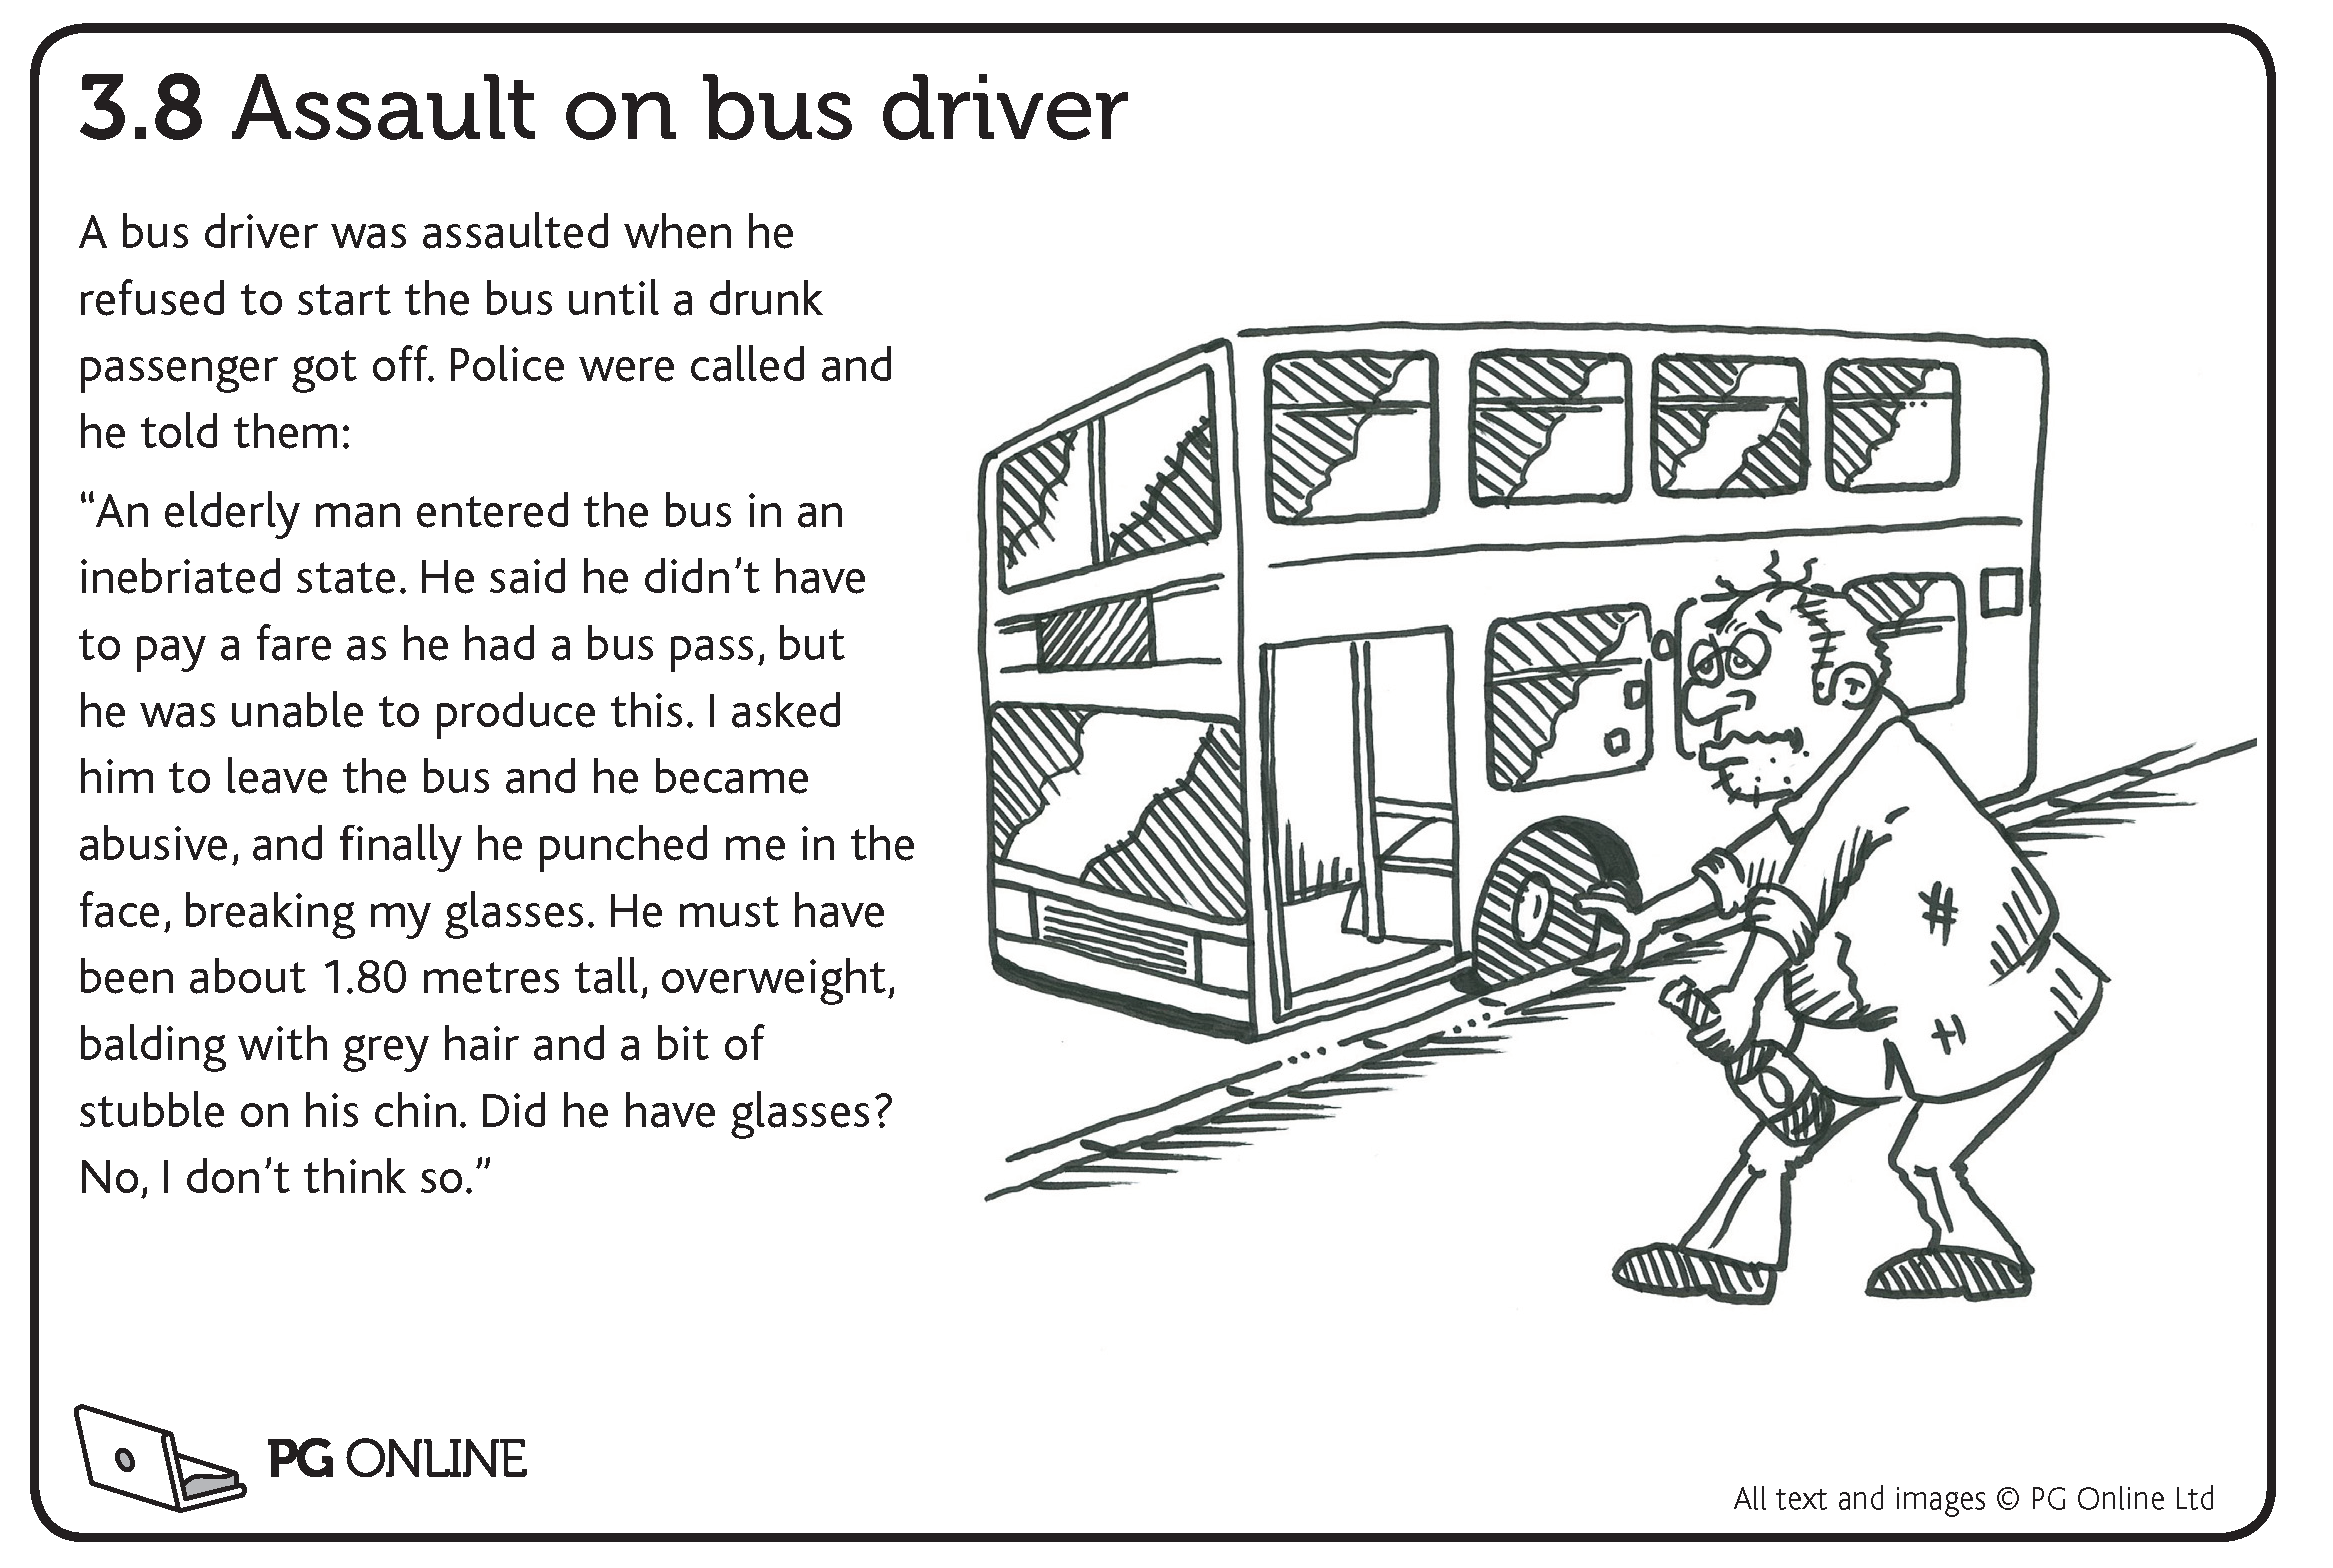 3.8 Assault on bus driver
A bus driver was assaulted when he
refused to start the bus until a drunk
passenger got off. Police were called and
he told them:
“An elderly man entered the bus in an
inebriated state. He said he didn’t have
to pay a fare as he had a bus pass, but
he was unable to produce this. I asked
him to leave the bus and he became
abusive, and finally he punched me in the
face, breaking my glasses. He must have
been about 1.80 metres tall, overweight,
balding with grey hair and a bit of
stubble on his chin. Did he have glasses?
No, I don’t think so.”
PG ONLINE
All text and images © PG Online Ltd